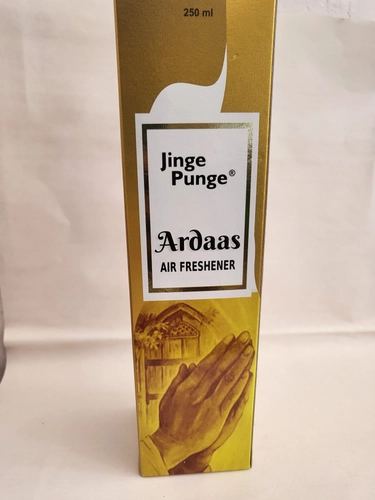 250 ml
Jinge
Punge®
Ardaas
AIR FRESHENER